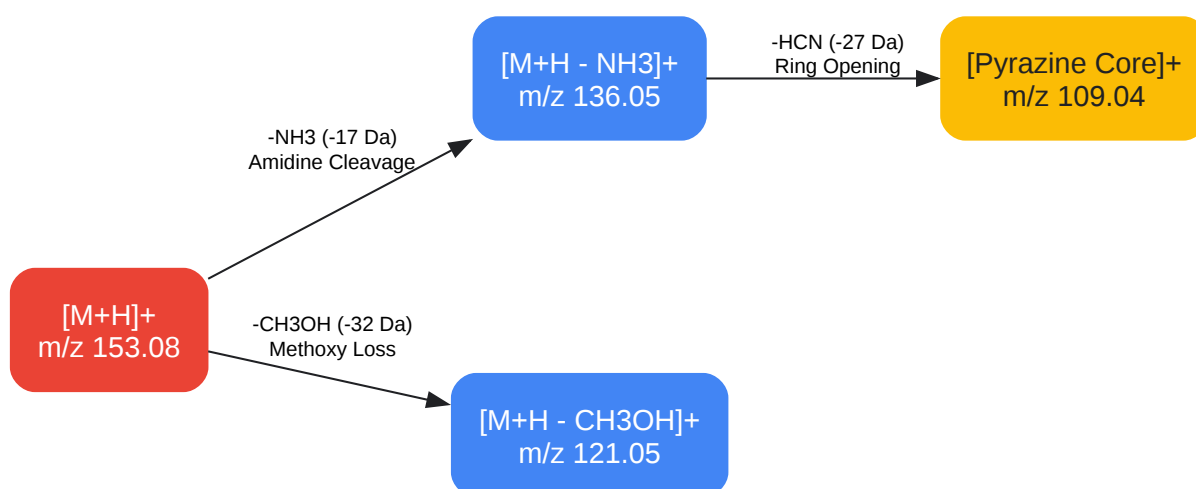 [M+H]+
m/z 153.08
-NH3 (-17 Da)
Amidine Cleavage
[M+H - NH3]+
m/z 136.05
-HCN (-27 Da)
Ring Opening
[Pyrazine Core]+
m/z 109.04
-CH3OH (-32 Da)
Methoxy Loss
[M+H - CH3OH]+
m/z 121.05